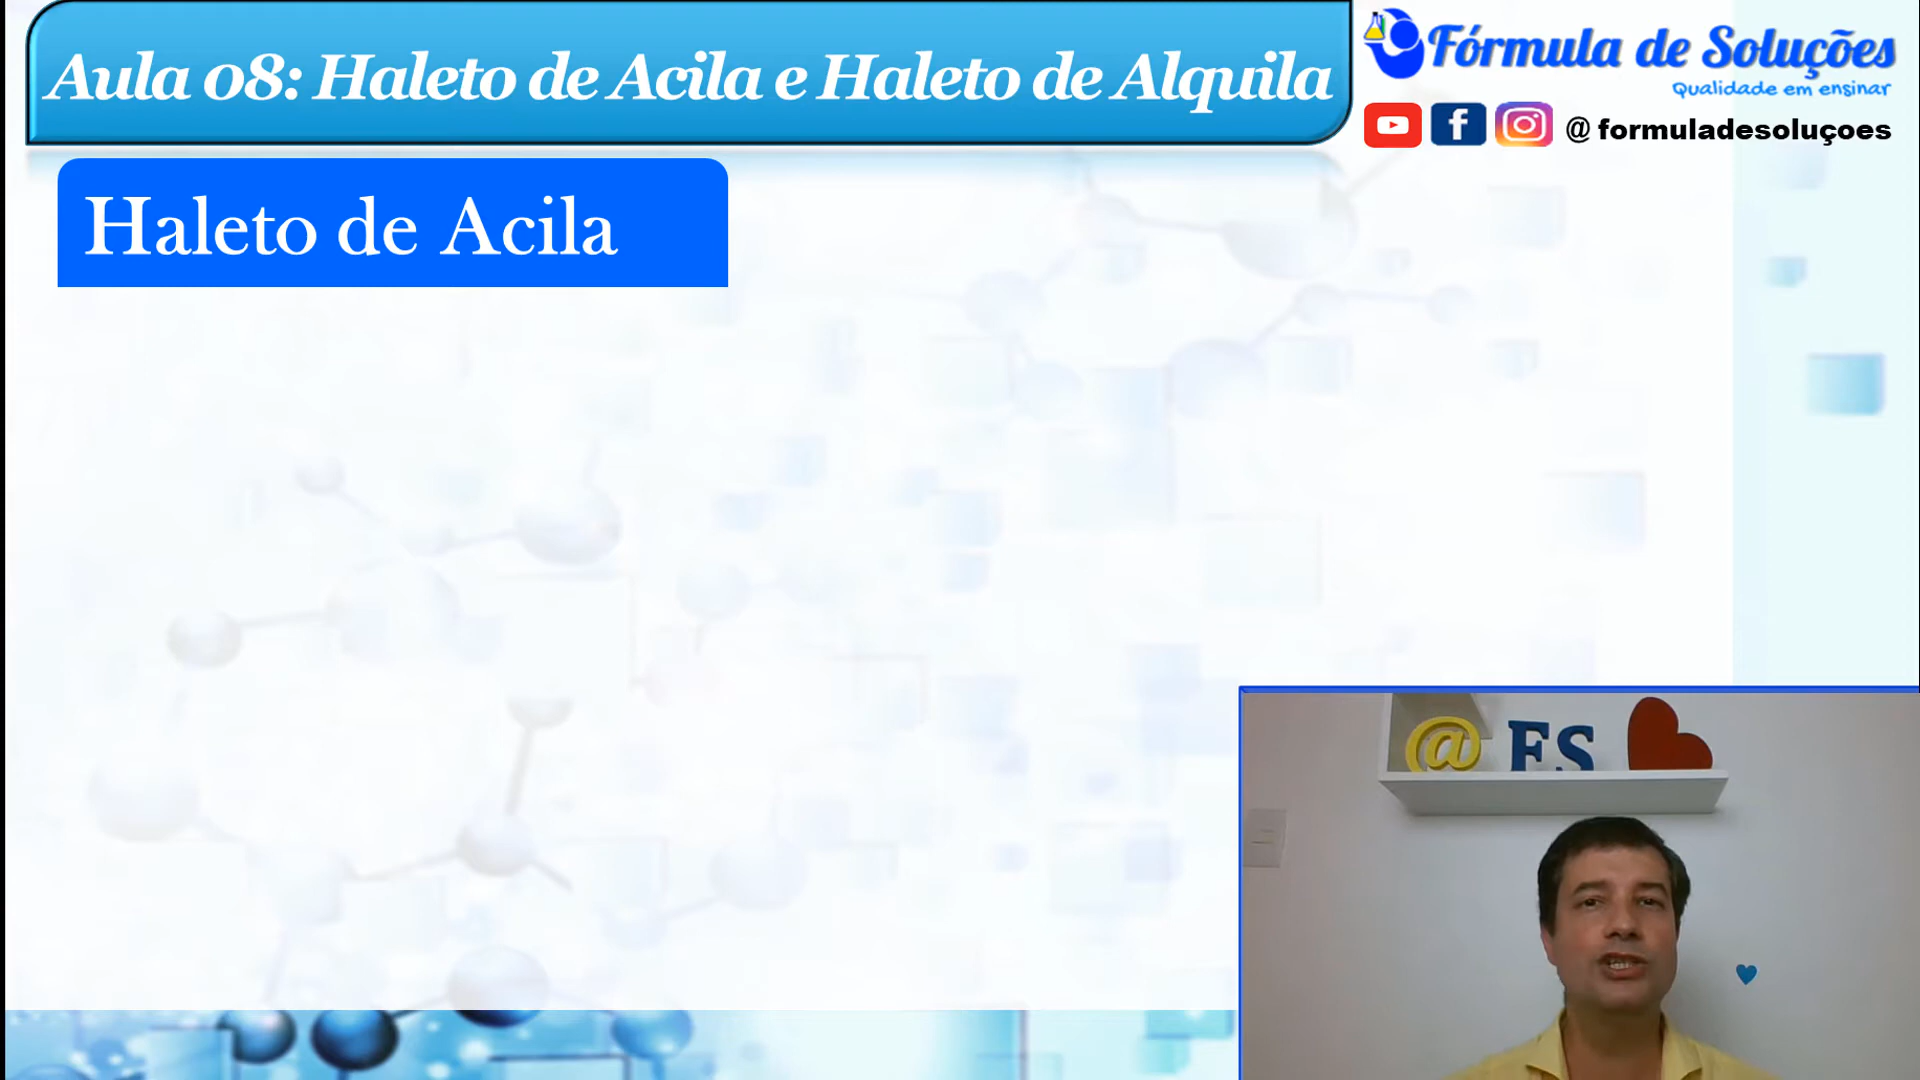 Aula 08: Haleto de Acila e Haleto de Alquila
Fórmula de Soluções
Qualidade em ensinar
f @ formuladesoluçoes
Haleto de Acila
@ FS